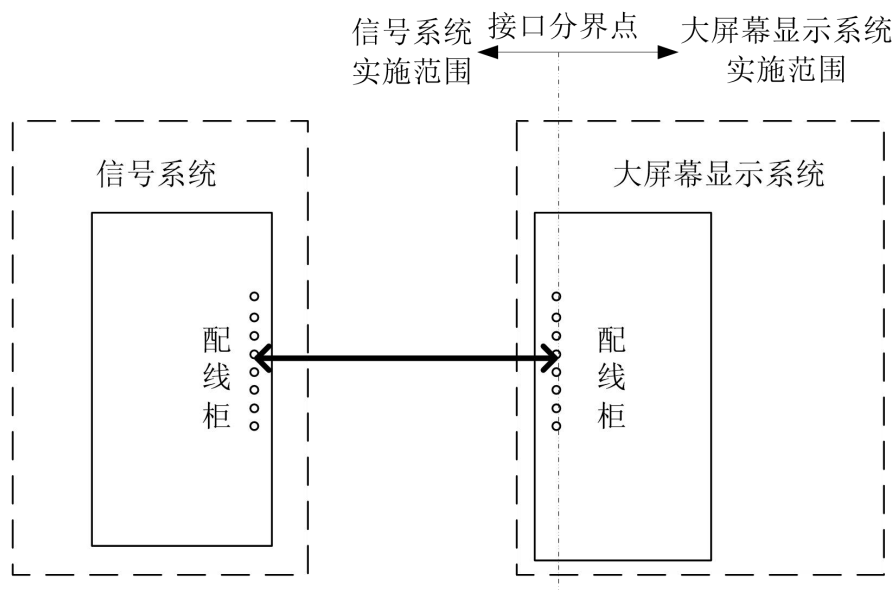 信号系统
实施范围
接口分界点
大屏幕显示系统
实施范围
信号系统
大屏幕显示系统
配线柜
配线柜